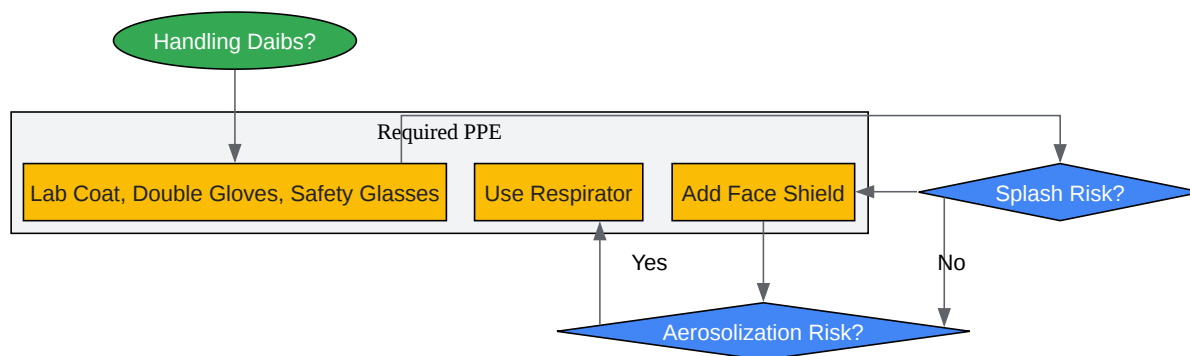 Handling Daibs?
Required PPE
Lab Coat, Double Gloves, Safety Glasses
Use Respirator
Add Face Shield
Splash Risk?
Yes
No
Aerosolization Risk?